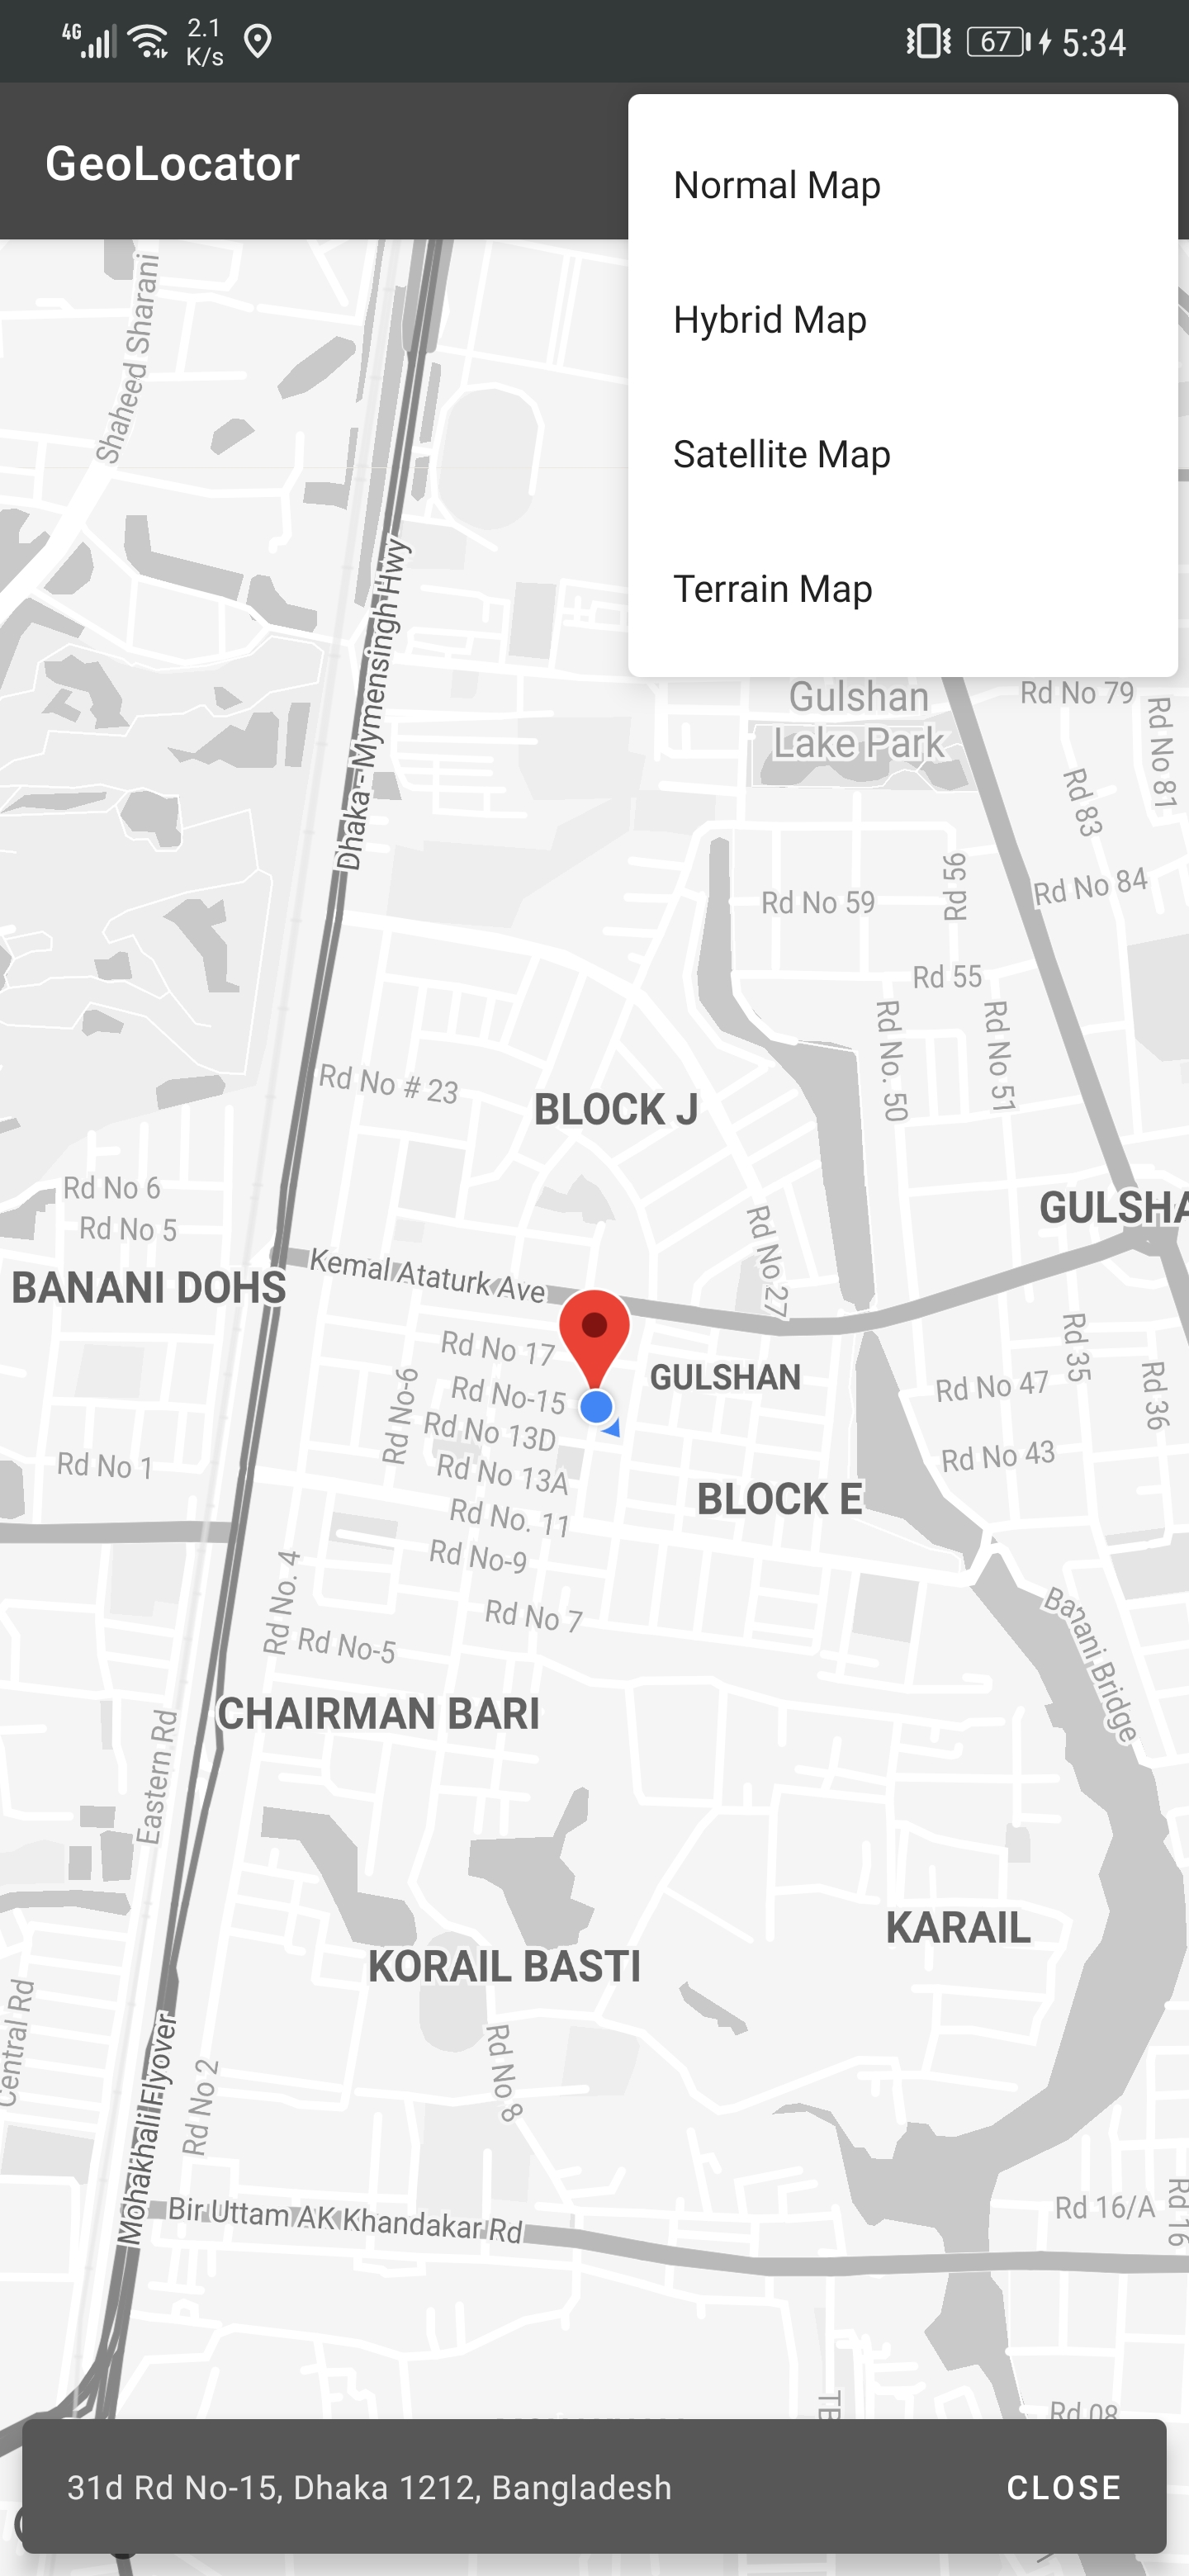 4G
2.1
K/s
67
5:34
GeoLocator
Normal Map
Hybrid Map
Satellite Map
Terrain Map
Shaheed Sharani
Dhaka - Mymensingh Hwy
Gulshan
Lake Park
Rd No 79
Rd No 81
Rd 83
Rd No 84
Rd No 59
Rd 56
Rd 55
Rd No. 50
Rd No 51
Rd No # 23
BLOCK J
Rd No 6
Rd No 5
GULSHA
BANANI DOHS
Kemal Ataturk Ave
Rd No 27
Rd No 17
GULSHAN
Rd 35
Rd No 47
Rd 36
Rd No-6
Rd No-15
Rd No 13D
Rd No 43
Rd No 1
Rd No 13A
BLOCK E
Rd No. 11
Rd No-9
Rd No. 4
Rd No 7
Rd No-5
Banani Bridge
CHAIRMAN BARI
Eastern Rd
KARAIL
KORAIL BASTI
Central Rd
Rd No 8
Mohakhali Flyover
Rd No 2
Bir Uttam AK Khandakar Rd
Rd 16/A
Rd 16
TB
Rd 08
31d Rd No-15, Dhaka 1212, Bangladesh
CLOSE